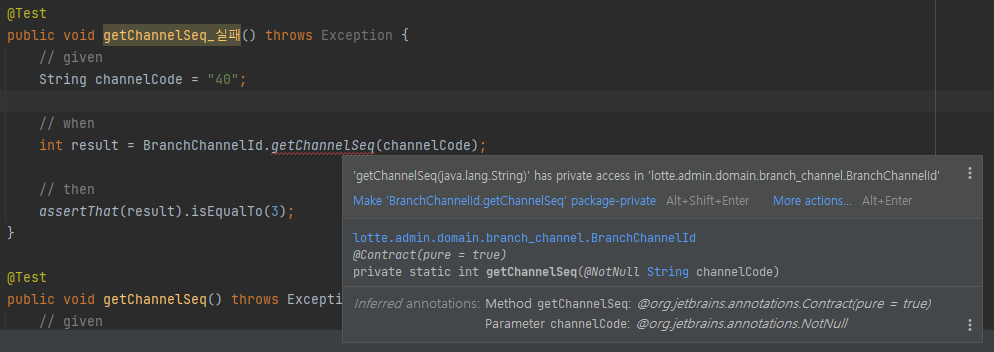 @Test
public void getChannelSeq_실패() throws Exception {
// given
String channelCode = "40";
// when
int result = BranchChannelId.getChannelSeq(channelCode);
// then
assertThat(result).isEqualTo(3);
}
@Test
public void getChannelSeq() throws Excepti
// given
'getChannelSeq(java.lang.String)' has private access in 'lotte.admin.domain.branch_channel.BranchChannelId'
Make 'BranchChannelId.getChannelSeq' package-private Alt+Shift+Enter More actions... Alt+Enter
lotte.admin.domain.branch_channel.BranchChannelId
@Contract(pure = true)
private static int getChannelSeq(@NotNull String channelCode)
Inferred annotations: Method getChannelSeq: @org.jetbrains.annotations.Contract(pure = true)
Parameter channelCode: @org.jetbrains.annotations.NotNull